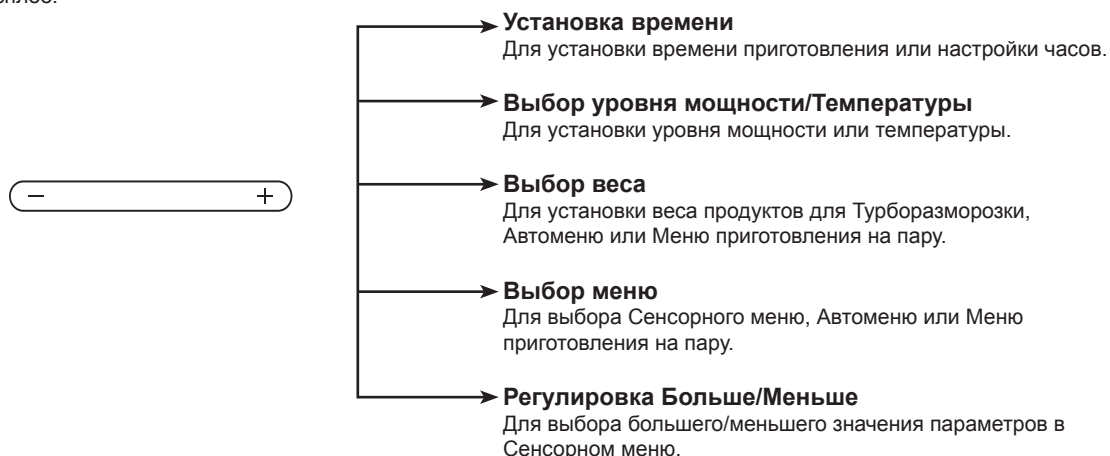 − +
Установка времени
Для установки времени приготовления или настройки часов.
Выбор уровня мощности/Температуры
Для установки уровня мощности или температуры.
Выбор веса
Для установки веса продуктов для Турборазморозки,
Автоменю или Меню приготовления на пару.
Выбор меню
Для выбора Сенсорного меню, Автоменю или Меню
приготовления на пару.
Регулировка Больше/Меньше
Для выбора большего/меньшего значения параметров в
Сенсорном меню.